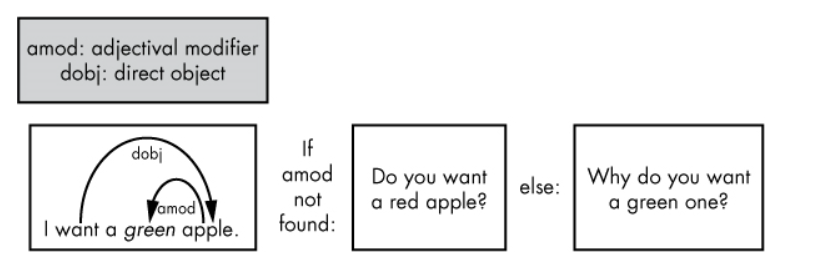 amod: adjectival modifier
dobj: direct object
dobj
amod
I want a green apple.
If
amod
not
found:
Do you want
a red apple?
else:
Why do you want
a green one?